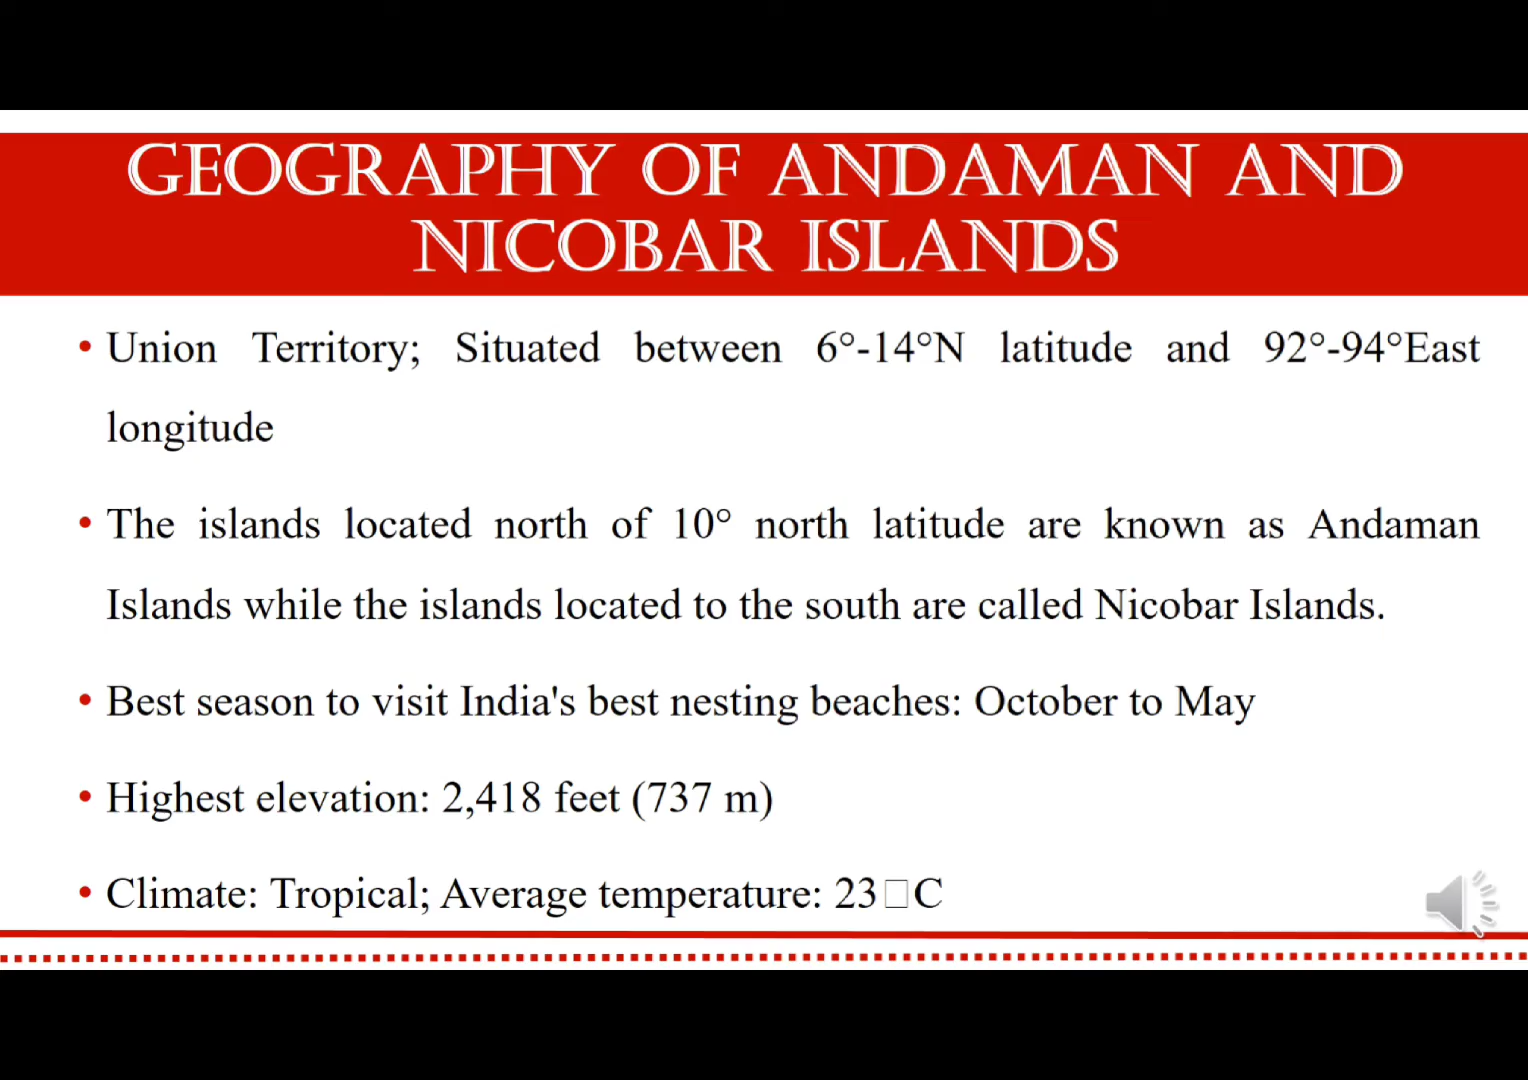 GEOGRAPHY OF ANDAMAN AND
NICOBAR ISLANDS
• Union Territory; Situated between 6°-14°N latitude and 92°-94°East
longitude
• The islands located north of 10° north latitude are known as Andaman
Islands while the islands located to the south are called Nicobar Islands.
• Best season to visit India's best nesting beaches: October to May
• Highest elevation: 2,418 feet (737 m)
• Climate: Tropical; Average temperature: 23□C